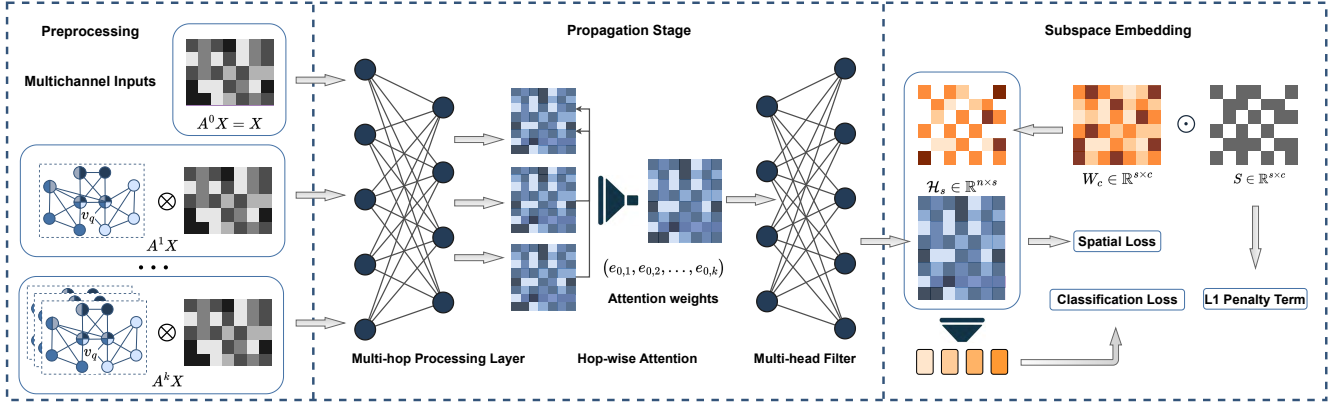 Preprocessing
Multichannel Inputs
A^0X = X
v_q
⊗
A^1X
...
v_q
⊗
A^kX
Propagation Stage
(e_{0,1}, e_{0,2}, . . . , e_{0,k})
Attention weights
Multi-hop Processing Layer
Hop-wise Attention
Multi-head Filter
Subspace Embedding
ℋ_s ∈ ℝ^{n×s}
W_c ∈ ℝ^{s×c}
⊙
S ∈ ℝ^{s×c}
Spatial Loss
Classification Loss
L1 Penalty Term